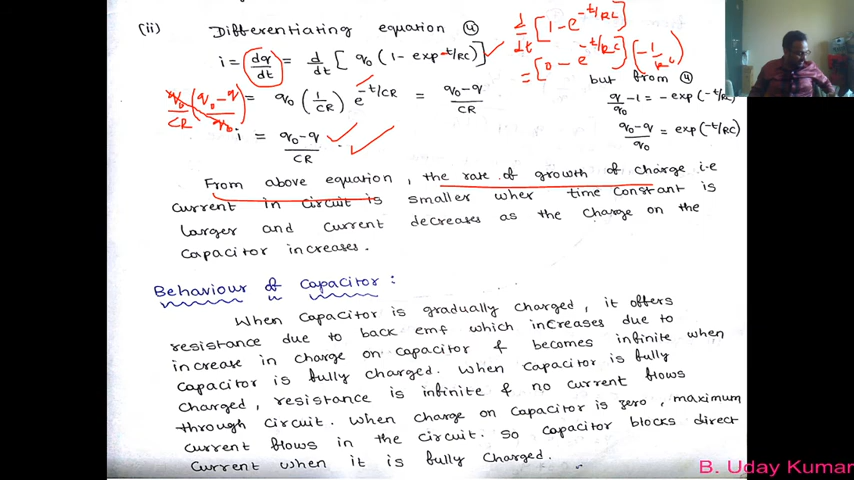 (ii) Differentiating equation ④
d/dt [1-e^-t/RC]
i = dq/dt = d/dt [ q₀ (1- exp-t/RC) ]
= [0 - e^-t/RC] (-1/RC)
but from ④
q₀/CR (q₀-q/q₀) = q₀ (1/CR) e^-t/CR = q₀-q/CR
q/q₀ -1 = - exp(-t/RC)
i = q₀-q/CR .
q₀-q/q₀ = exp(-t/RC)
From above equation, the rate of growth of charge i.e
current in circuit is smaller when time constant is
larger and current decreases as the charge on the
capacitor increases.
Behaviour of capacitor :
When capacitor is gradually charged, it offers
resistance due to back emf which increases due to
increase in charge on capacitor & becomes infinite when
capacitor is fully charged. When capacitor is fully
charged, resistance is infinite & no current flows
through circuit. When charge on capacitor is zero, maximum
current flows in the circuit. So capacitor blocks direct
current when it is fully charged.
B. Uday Kumar